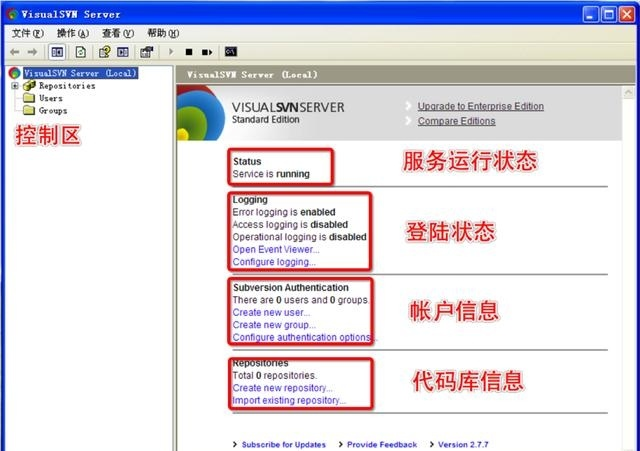 VisualSVN Server
文件(F) 操作(A) 查看(V) 帮助(H)
VisualSVN Server (Local)
Repositories
Users
Groups
控制区
VisualSVN Server (Local)
VISUALSVNSERVER
Standard Edition
Upgrade to Enterprise Edition
Compare Editions
Status
Service is running
服务运行状态
Logging
Error logging is enabled
Access logging is disabled
Operational logging is disabled
Open Event Viewer...
Configure logging...
登陆状态
Subversion Authentication
There are 0 users and 0 groups.
Create new user...
Create new group...
Configure authentication options...
帐户信息
Repositories
Total 0 repositories.
Create new repository...
Import existing repository...
代码库信息
Subscribe for Updates Provide Feedback Version 2.7.7